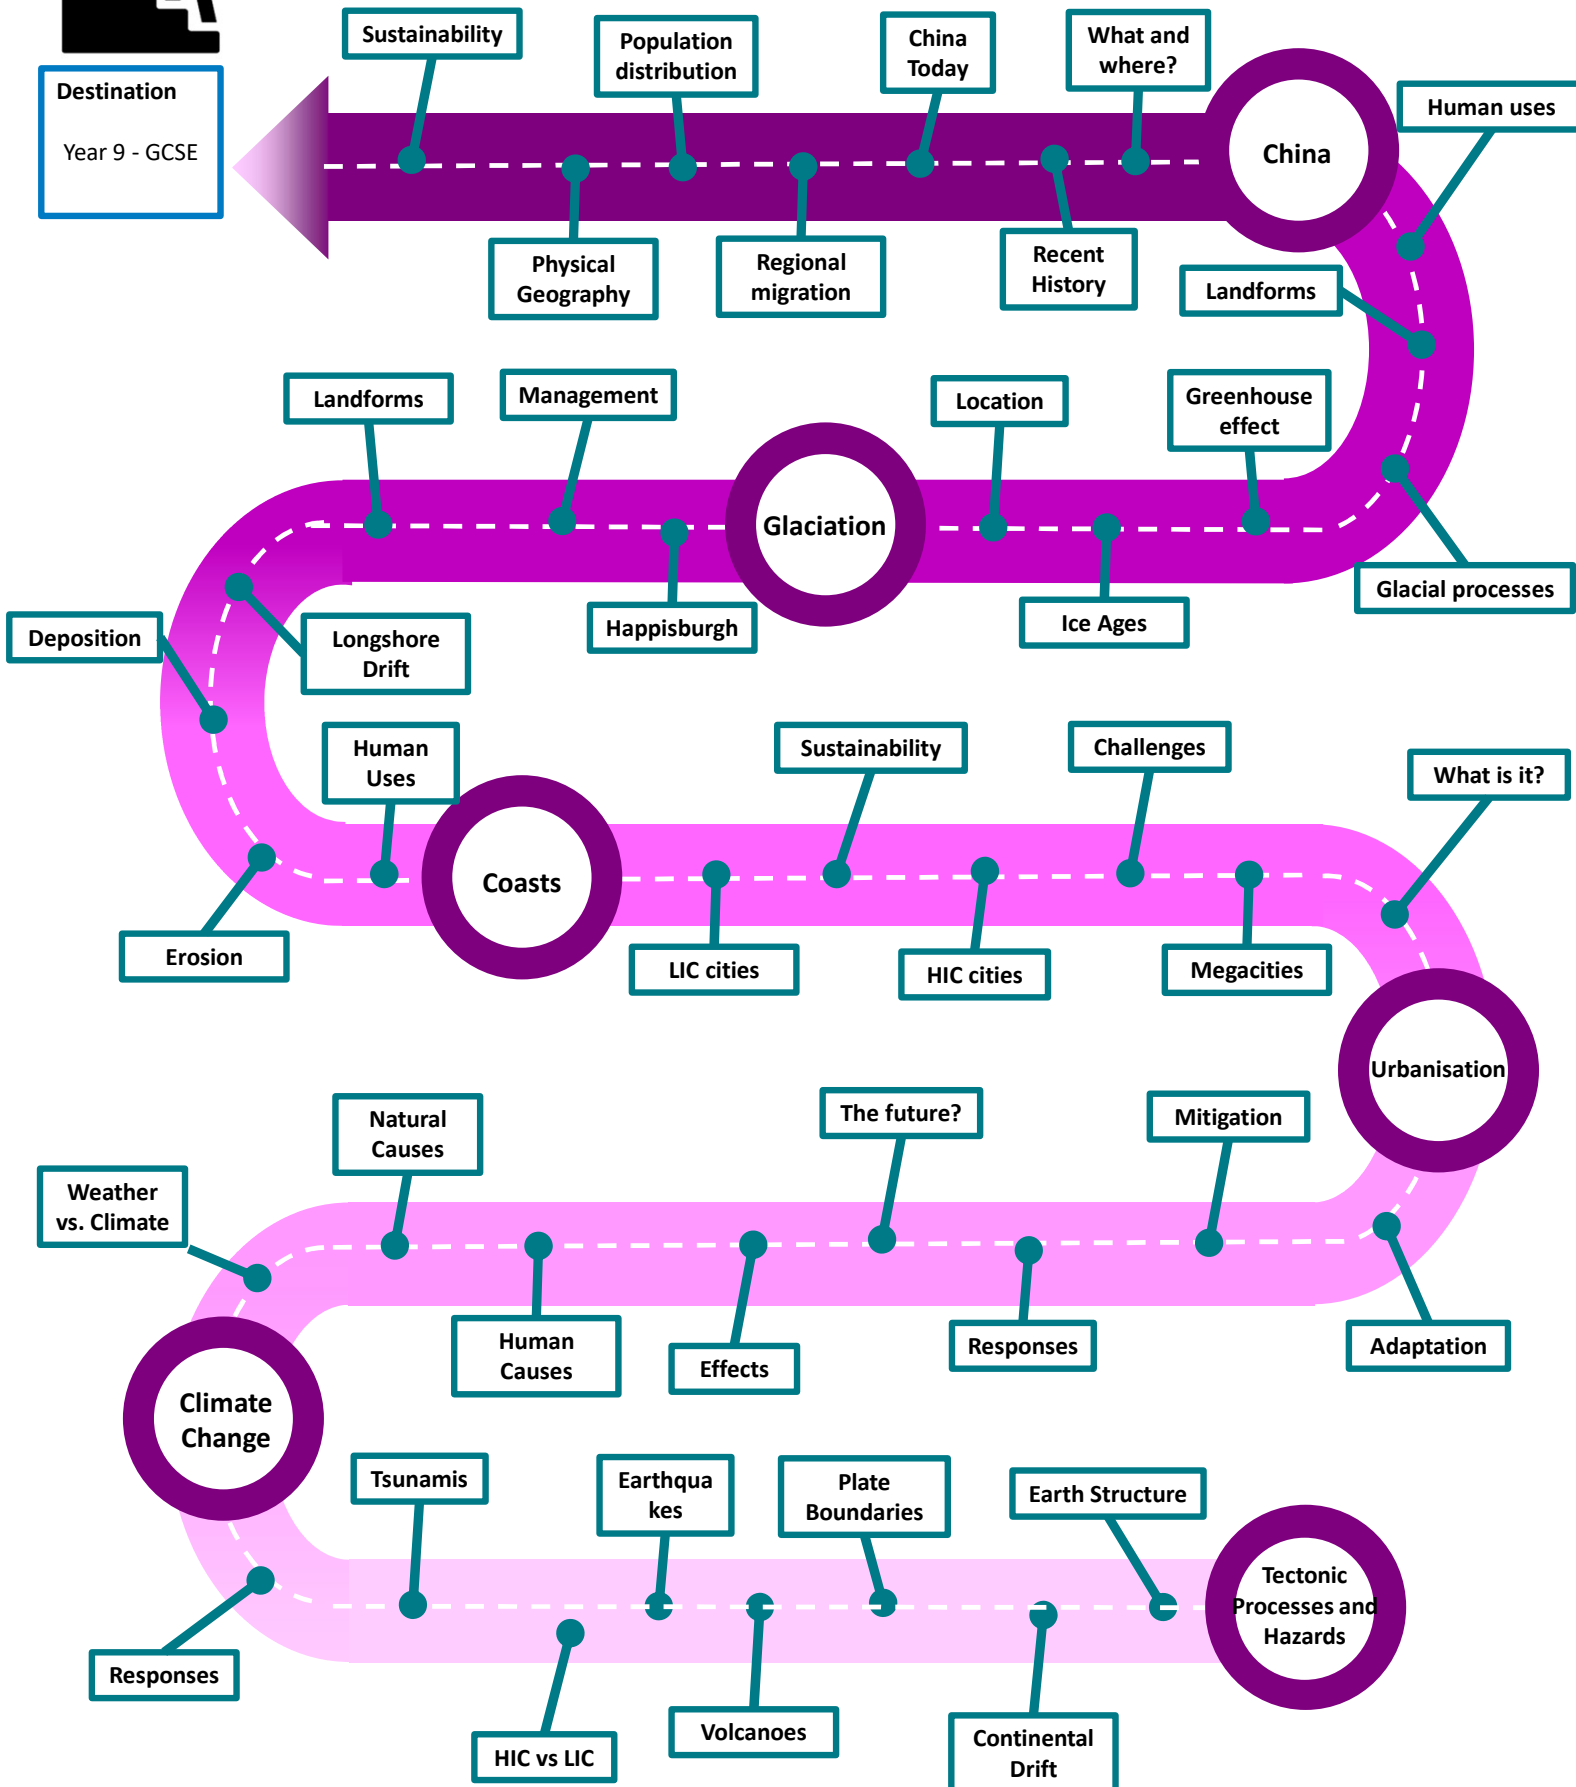 Sustainability
Population
distribution
China
Today
What and
where?
Destination
Year 9 - GCSE
Human uses
China
Physical
Geography
Regional
migration
Recent
History
Landforms
Landforms
Management
Location
Greenhouse
effect
Glaciation
Glacial processes
Deposition
Longshore
Drift
Happisburgh
Ice Ages
Human
Uses
Sustainability
Challenges
What is it?
Coasts
Erosion
LIC cities
HIC cities
Megacities
Urbanisation
Natural
Causes
The future?
Mitigation
Weather
vs. Climate
Human
Causes
Effects
Responses
Adaptation
Climate
Change
Tsunamis
Earthqua
kes
Plate
Boundaries
Earth Structure
Tectonic
Processes and
Hazards
Responses
HIC vs LIC
Volcanoes
Continental
Drift